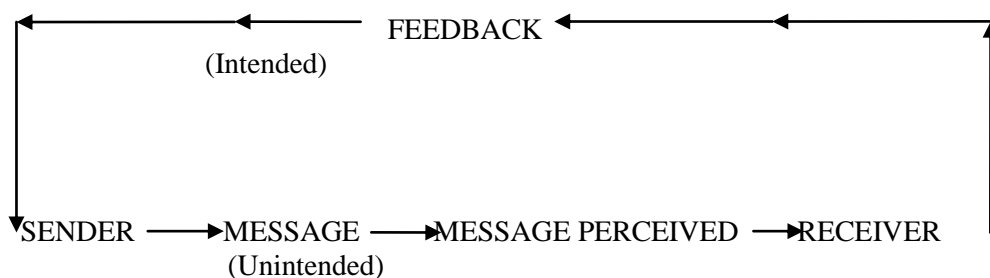 FEEDBACK
(Intended)
SENDER MESSAGE MESSAGE PERCEIVED RECEIVER
(Unintended)